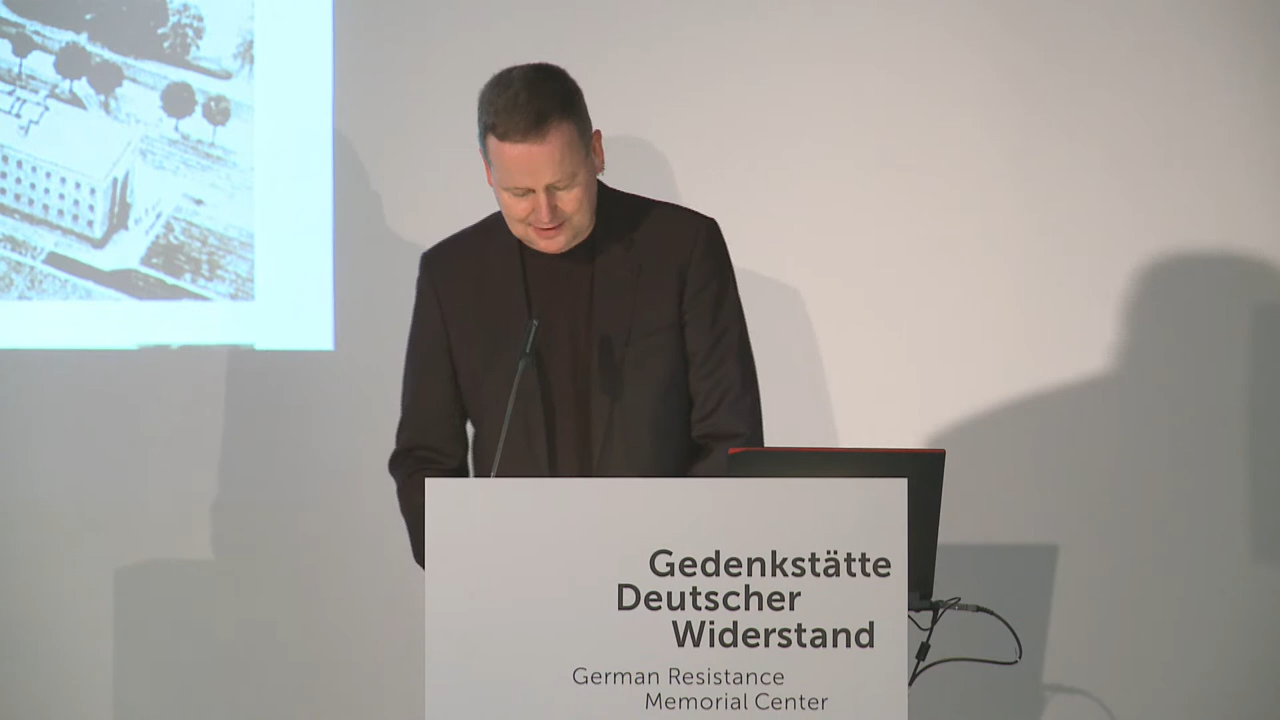 Gedenkstätte
Deutscher
Widerstand
German Resistance
Memorial Center